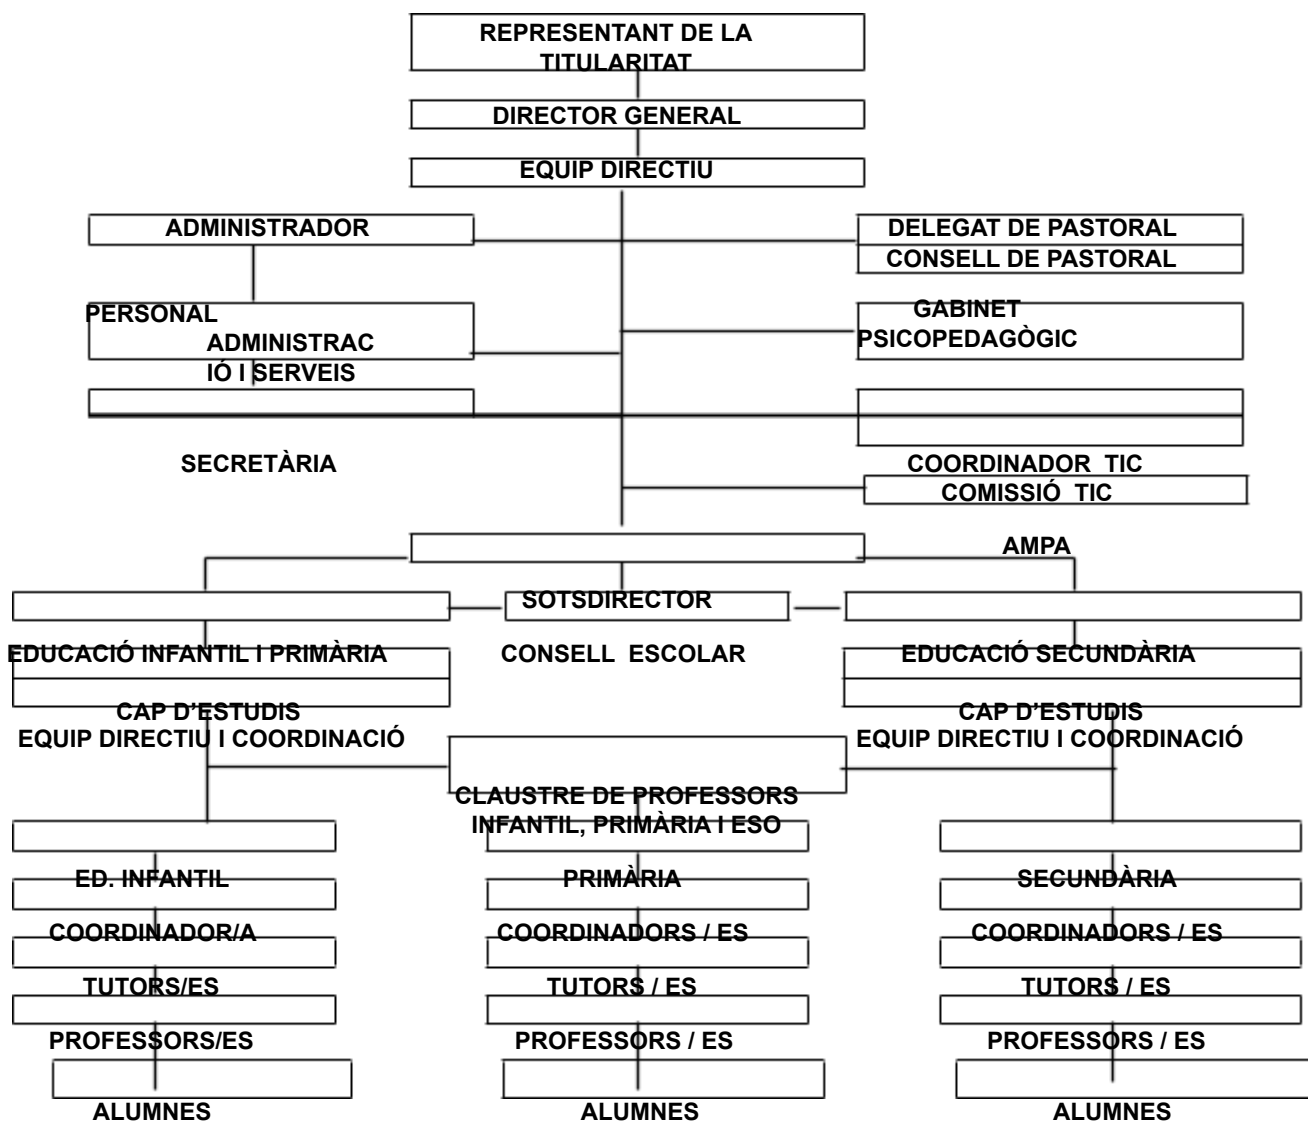 REPRESENTANT DE LA
TITULARITAT
DIRECTOR GENERAL
EQUIP DIRECTIU
ADMINISTRADOR
DELEGAT DE PASTORAL
CONSELL DE PASTORAL
PERSONAL
ADMINISTRAC
IÓ I SERVEIS
GABINET
PSICOPEDAGÒGIC
SECRETÀRIA
COORDINADOR TIC
COMISSIÓ TIC
AMPA
SOTSDIRECTOR
EDUCACIÓ INFANTIL I PRIMÀRIA
CONSELL ESCOLAR
EDUCACIÓ SECUNDÀRIA
CAP D’ESTUDIS
EQUIP DIRECTIU I COORDINACIÓ
CAP D’ESTUDIS
EQUIP DIRECTIU I COORDINACIÓ
CLAUSTRE DE PROFESSORS
INFANTIL, PRIMÀRIA I ESO
ED. INFANTIL
PRIMÀRIA
SECUNDÀRIA
COORDINADOR/A
COORDINADORS / ES
COORDINADORS / ES
TUTORS/ES
TUTORS / ES
TUTORS / ES
PROFESSORS/ES
PROFESSORS / ES
PROFESSORS / ES
ALUMNES
ALUMNES
ALUMNES